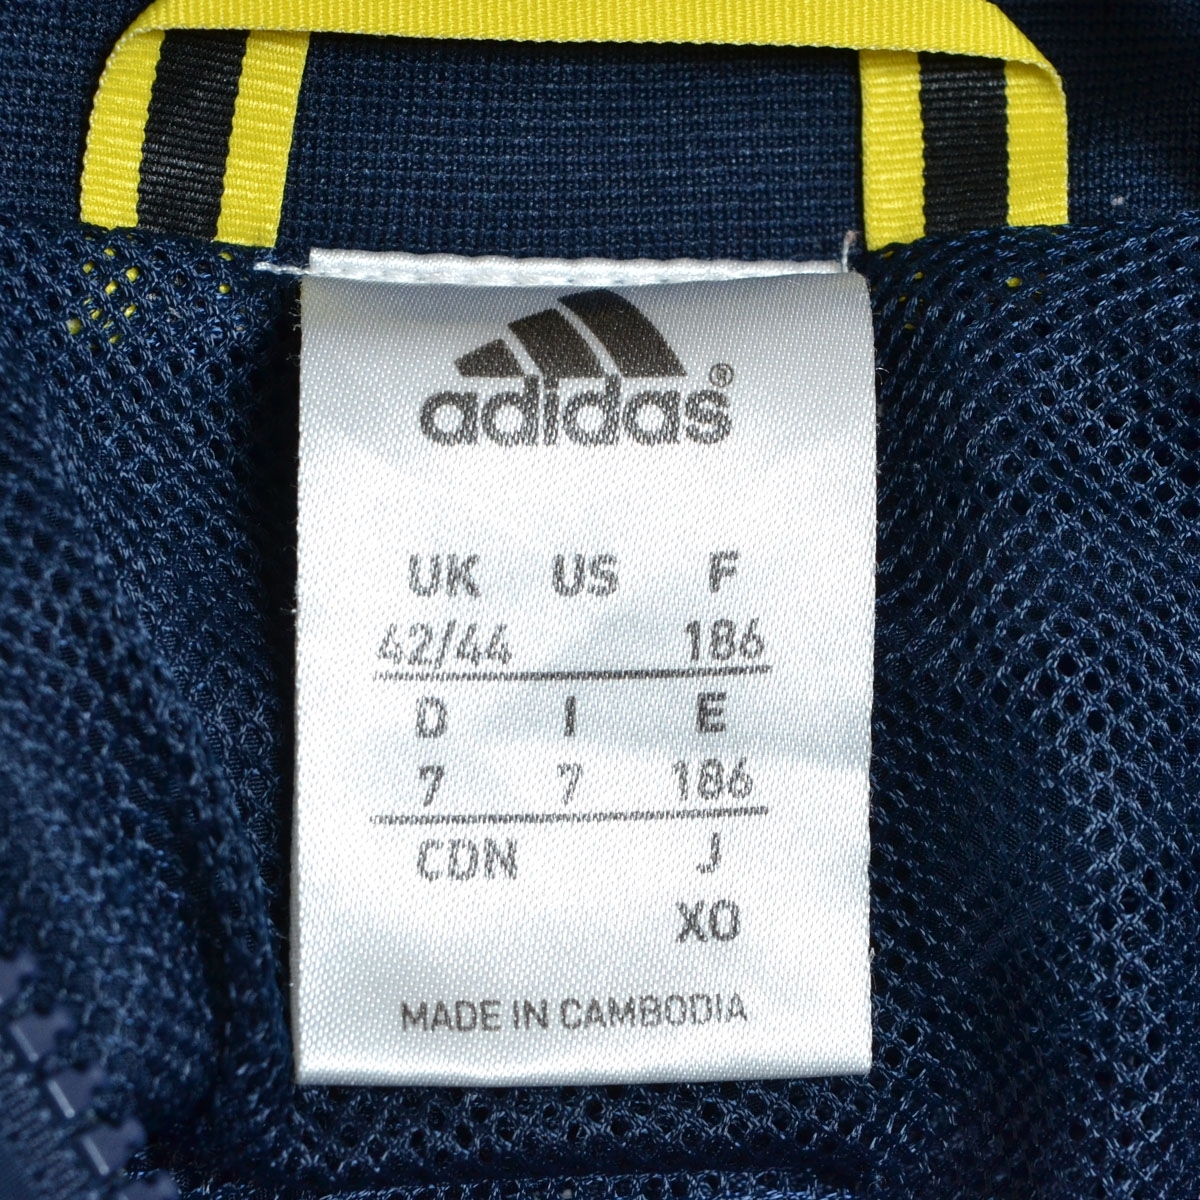 adidas®
UK US F
42/44 186
D I E
7 7 186
CDN J
XO
MADE IN CAMBODIA